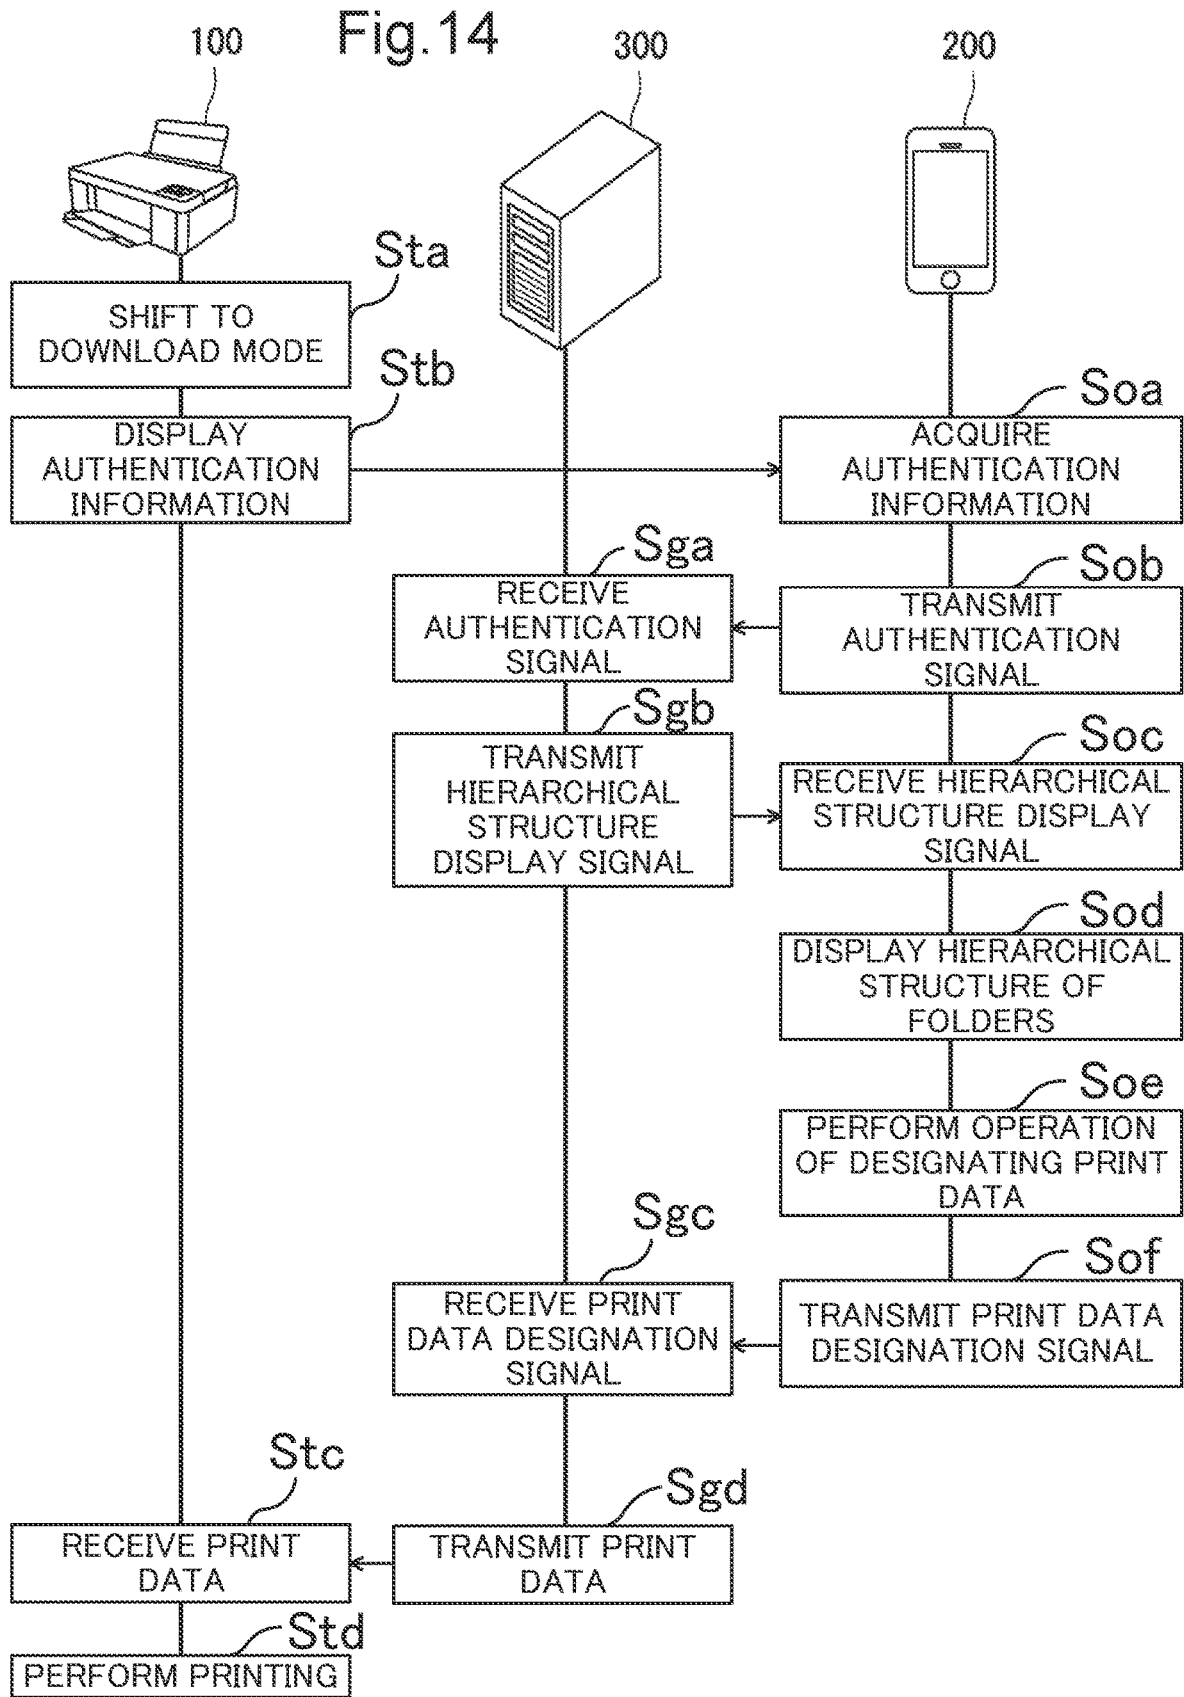 Fig.14
100
300
200
Sta
SHIFT TO
DOWNLOAD MODE
Stb
DISPLAY
AUTHENTICATION
INFORMATION
Soa
ACQUIRE
AUTHENTICATION
INFORMATION
Sga
RECEIVE
AUTHENTICATION
SIGNAL
Sob
TRANSMIT
AUTHENTICATION
SIGNAL
Sgb
TRANSMIT
HIERARCHICAL
STRUCTURE
DISPLAY SIGNAL
Soc
RECEIVE HIERARCHICAL
STRUCTURE DISPLAY
SIGNAL
Sod
DISPLAY HIERARCHICAL
STRUCTURE OF
FOLDERS
Soe
PERFORM OPERATION
OF DESIGNATING PRINT
DATA
Sgc
RECEIVE PRINT
DATA DESIGNATION
SIGNAL
Sof
TRANSMIT PRINT DATA
DESIGNATION SIGNAL
Stc
RECEIVE PRINT
DATA
Sgd
TRANSMIT PRINT
DATA
Std
PERFORM PRINTING